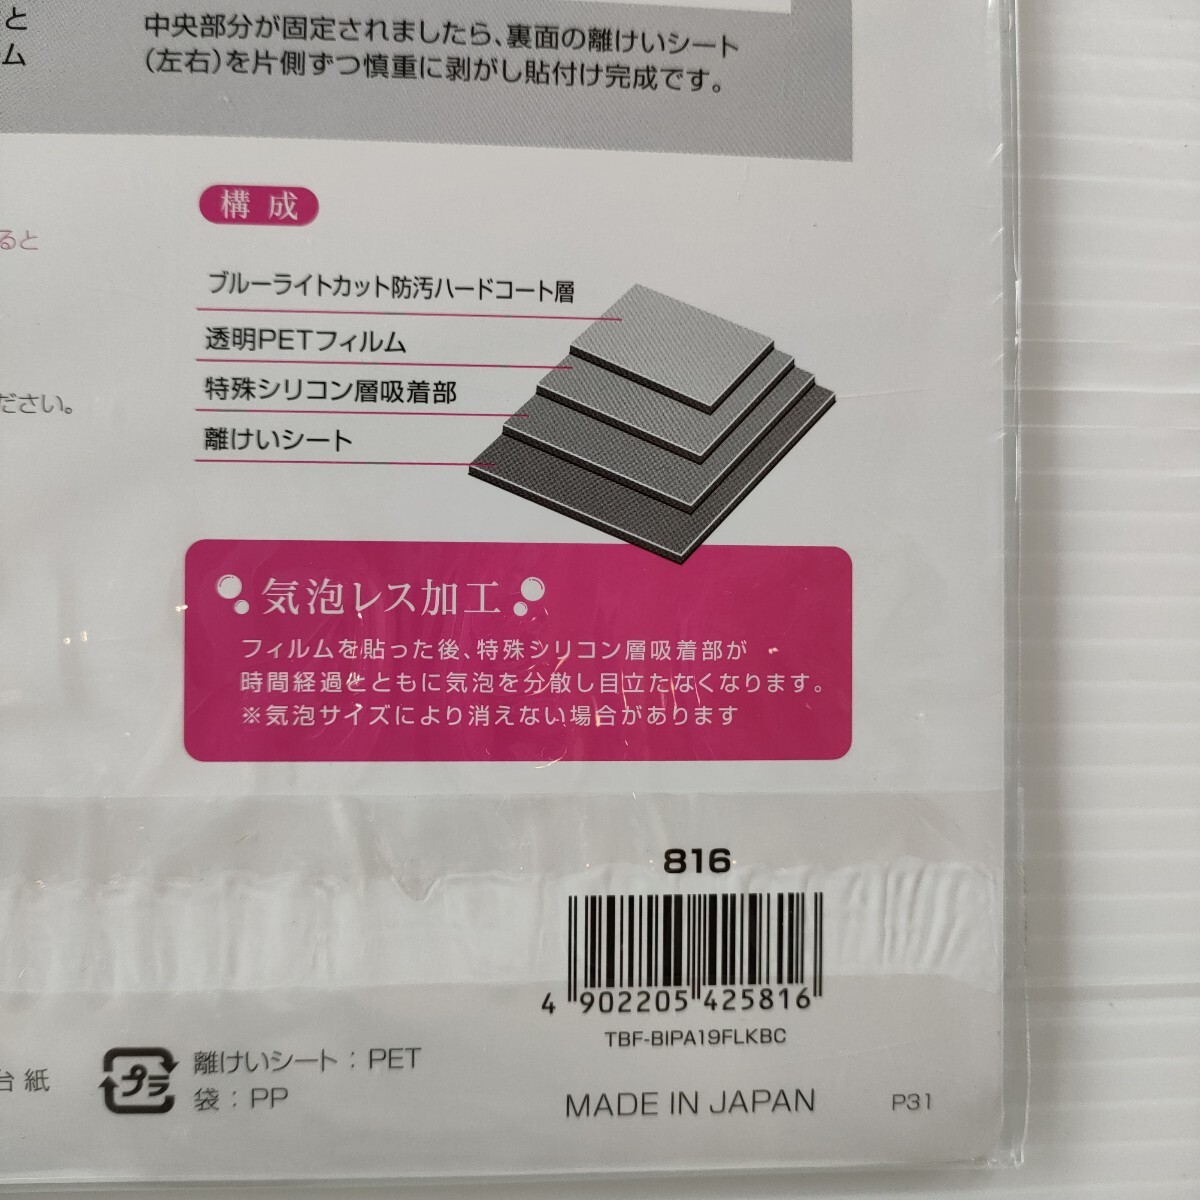 と
ム
中央部分が固定されましたら、裏面の離けいシート
(左右)を片側ずつ慎重に剥がし貼付け完成です。
構成
ると
ブルーライトカット防汚ハードコート層
透明PETフィルム
特殊シリコン層吸着部
ださい。
離けいシート
気泡レス加工
フィルムを貼った後、特殊シリコン層吸着部が
時間経過とともに気泡を分散し目立たなくなります。
※気泡サイズにより消えない場合があります
816
4 902205 425816
TBF-BIPA19FLKBC
台紙
プラ
離けいシート：PET
袋：PP
MADE IN JAPAN
P31